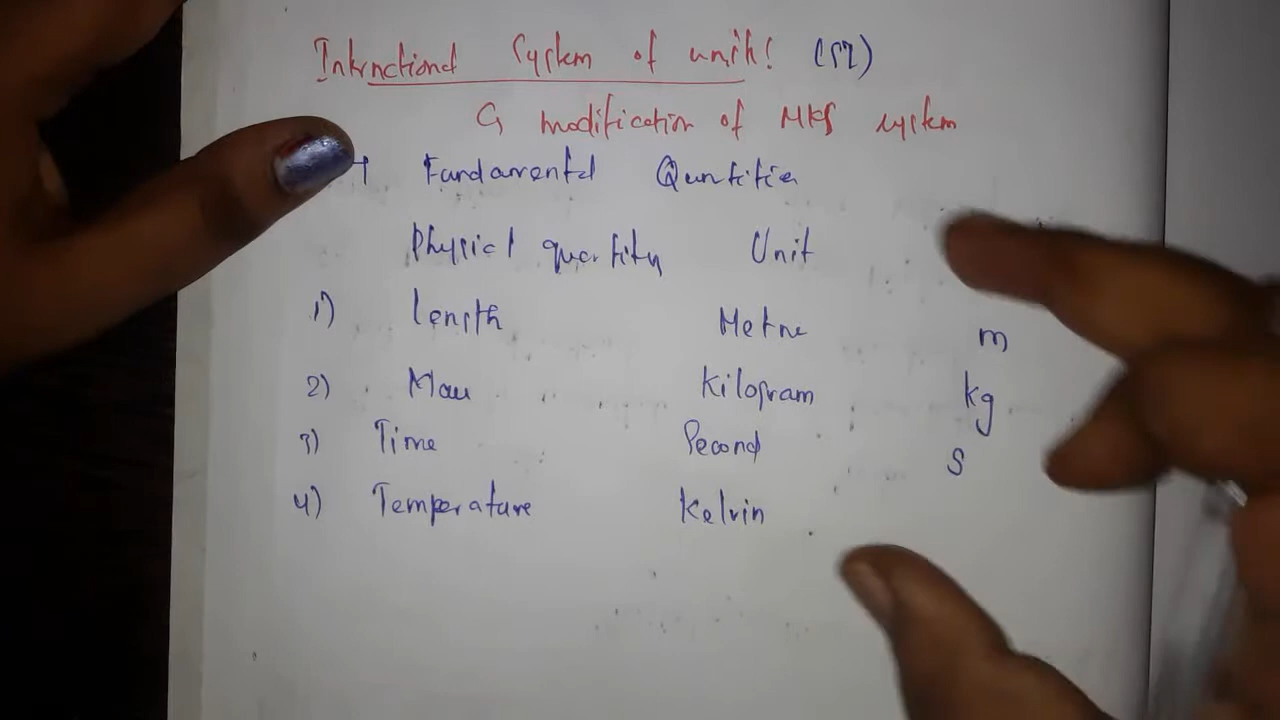 International System of units: (SI)
↳ modification of MKS system
→ Fundamental Quantities
Physical quantity Unit
1) Length Metre m
2) Mass Kilogram kg
3) Time Second s
4) Temperature Kelvin